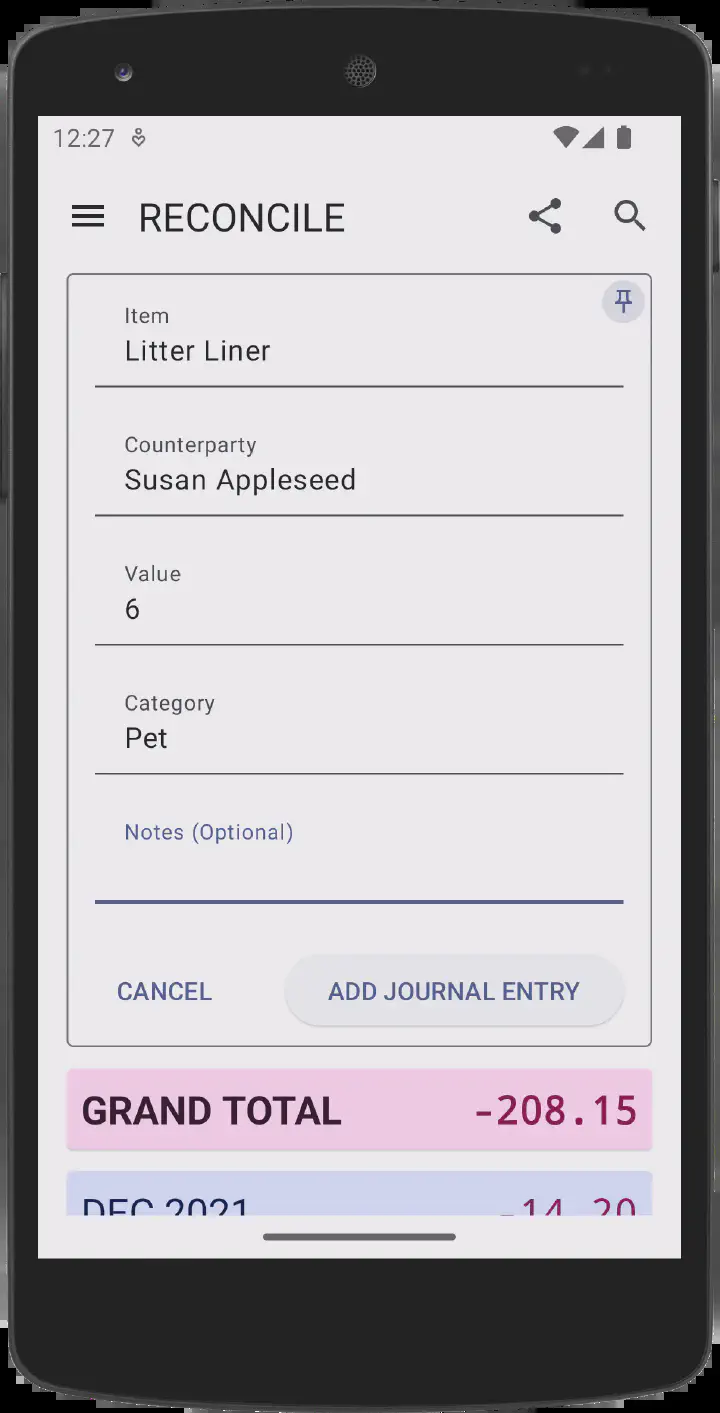 12:27
RECONCILE
Item
Litter Liner
Counterparty
Susan Appleseed
Value
6
Category
Pet
Notes (Optional)
CANCEL ADD JOURNAL ENTRY
GRAND TOTAL -208.15
DEC 2021 -14.20